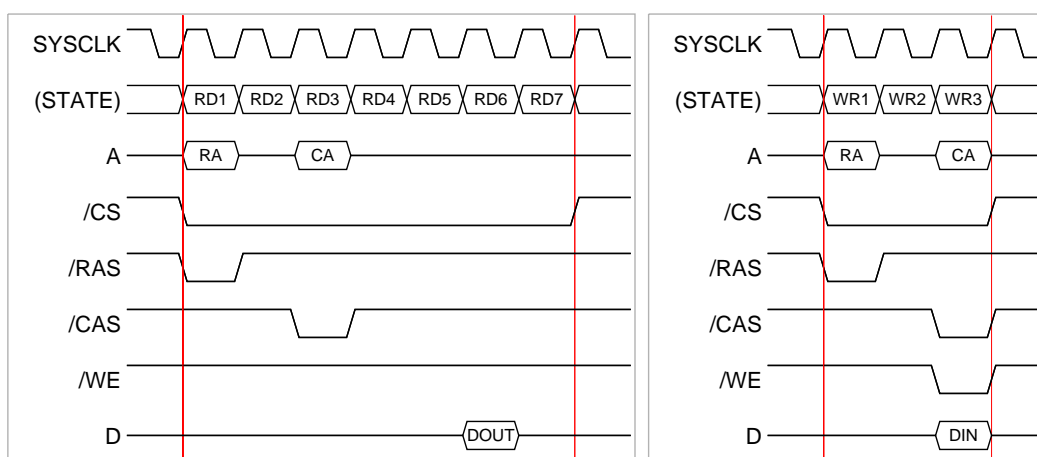 SYSCLK
(STATE) RD1 RD2 RD3 RD4 RD5 RD6 RD7
A RA CA
/CS
/RAS
/CAS
/WE
D DOUT
SYSCLK
(STATE) WR1 WR2 WR3
A RA CA
/CS
/RAS
/CAS
/WE
D DIN